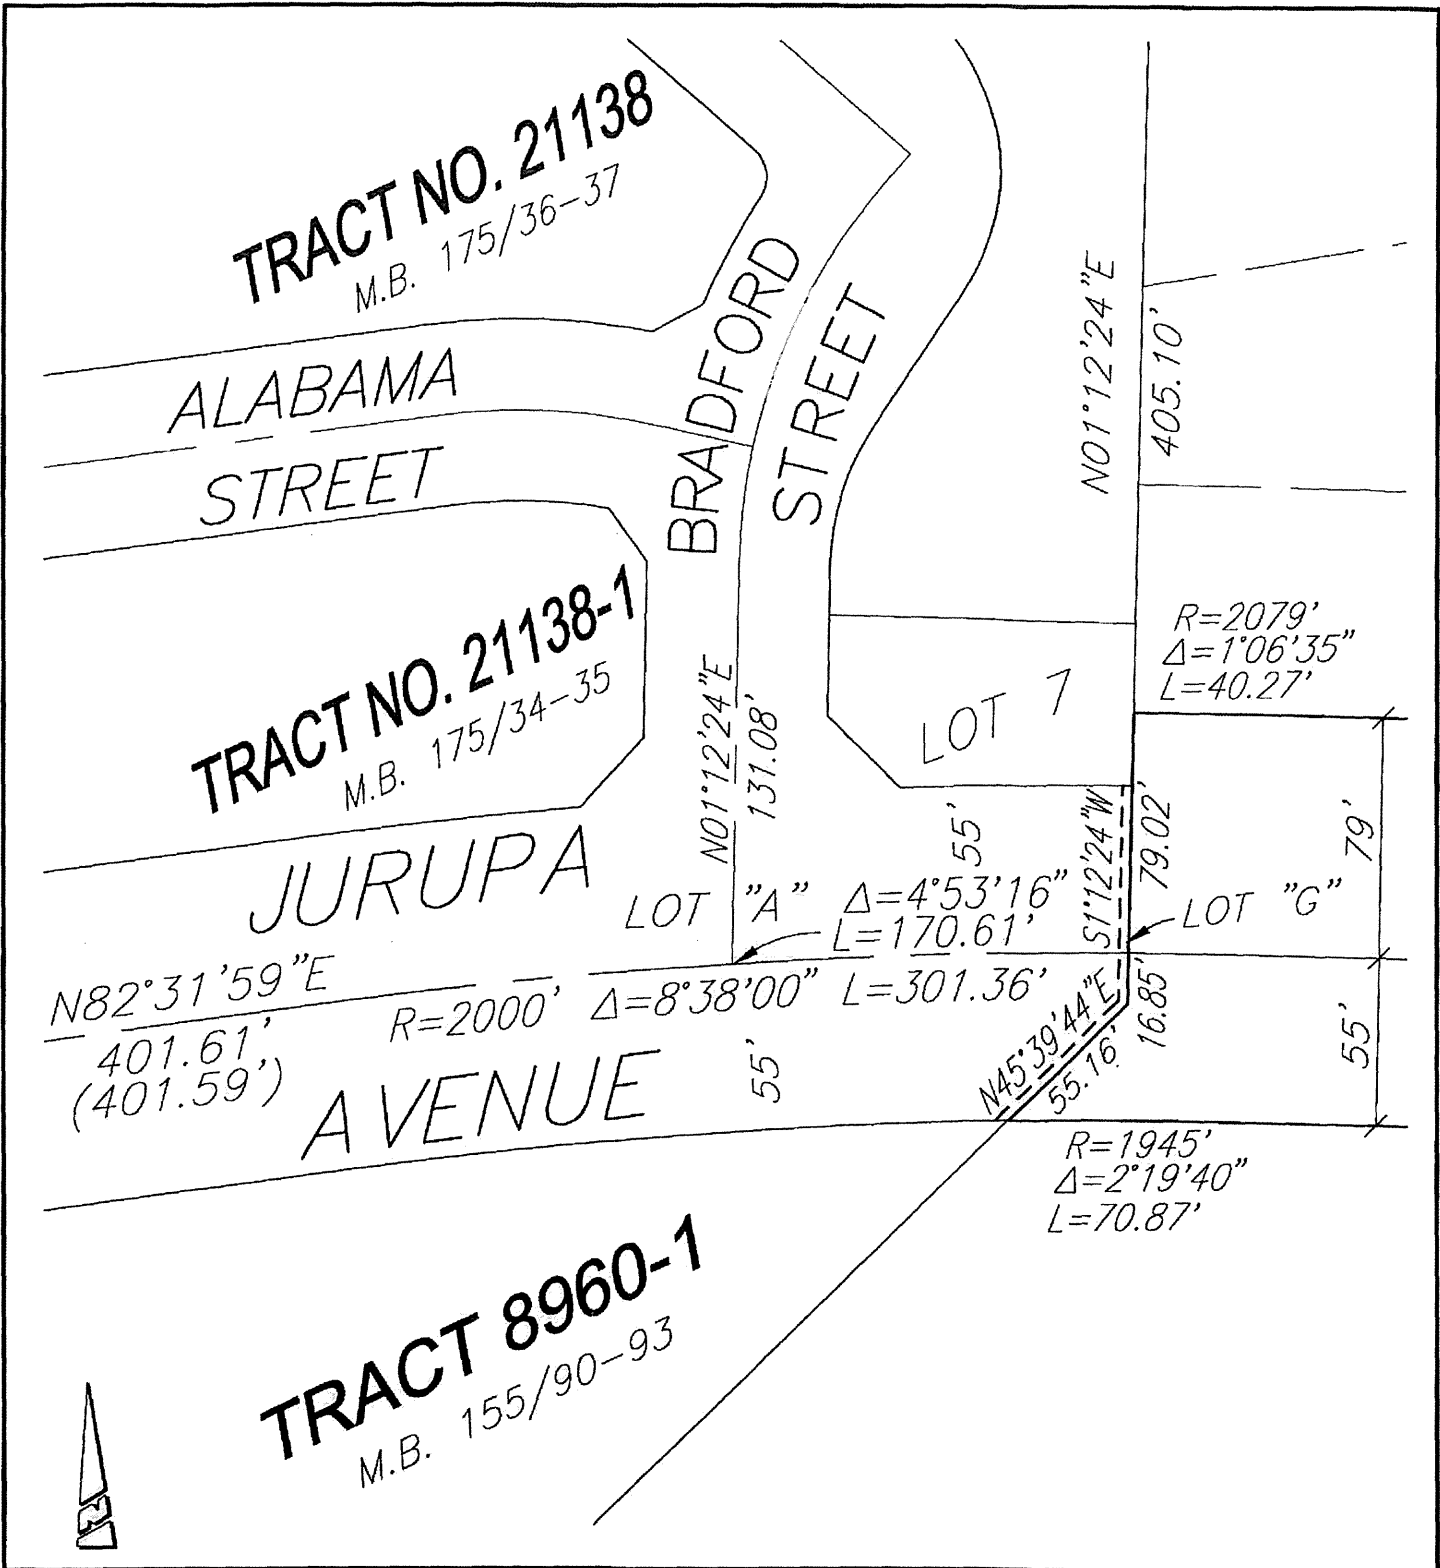 TRACT NO. 21138
M.B. 175/36-37
ALABAMA
STREET
BRADFORD
STREET
N01°12'24"E
405.10'
TRACT NO. 21138-1
M.B. 175/34-35
R=2079'
Δ=1°06'35"
L=40.27'
LOT 7
N01°12'24"E
131.08'
JURUPA
LOT "A"
55'
Δ=4°53'16"
L=170.61'
S1°12'24"W
79.02'
LOT "G"
79'
N82°31'59"E
401.61'
(401.59')
R=2000'
Δ=8°38'00"
L=301.36'
N45°39'44"E
55.16'
16.85'
55'
55'
AVENUE
R=1945'
Δ=2°19'40"
L=70.87'
TRACT 8960-1
M.B. 155/90-93
N